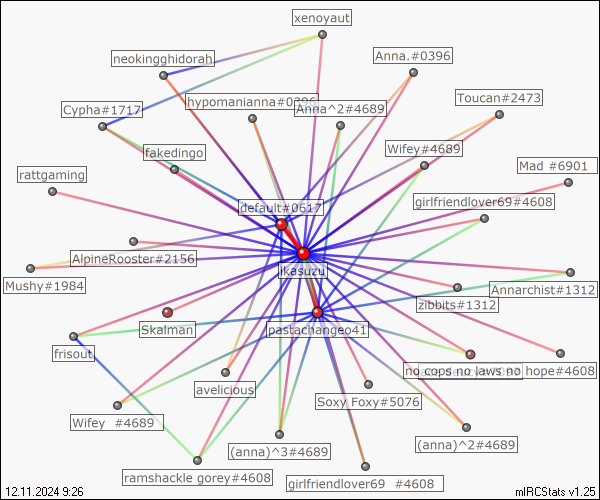 xenoyaut
neokingghidorah
Anna.#0396
hypomanianna#0396
Anna^2#4689
Toucan#2473
Cypha#1717
fakedingo
Wifey#4689
Mad #6901
rattgaming
default#0617
girlfriendlover69#4608
AlpineRooster#2156
ikasuzu
Mushy#1984
Annarchist#1312
zibbits#1312
Skalman
pastachange041
frisout
no cops no laws no hope#4608
avelicious
Soxy Foxy#5076
Wifey #4689
(anna)^2#4689
(anna)^3#4689
ramshackle gorey#4608
girlfriendlover69 #4608
12.11.2024 9:26
mIRCStats v1.25